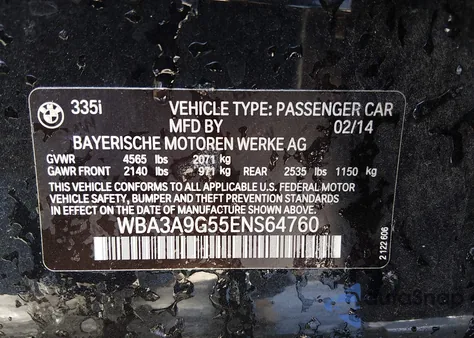 335i VEHICLE TYPE: PASSENGER CAR
MFD BY 02/14
BAYERISCHE MOTOREN WERKE AG
GVWR 4565 lbs 2071 kg
GAWR FRONT 2140 lbs 971 kg REAR 2535 lbs 1150 kg
THIS VEHICLE CONFORMS TO ALL APPLICABLE U.S. FEDERAL MOTOR
VEHICLE SAFETY, BUMPER, AND THEFT PREVENTION STANDARDS
IN EFFECT ON THE DATE OF MANUFACTURE SHOWN ABOVE.
WBA3A9G55ENS64760
2 122 606